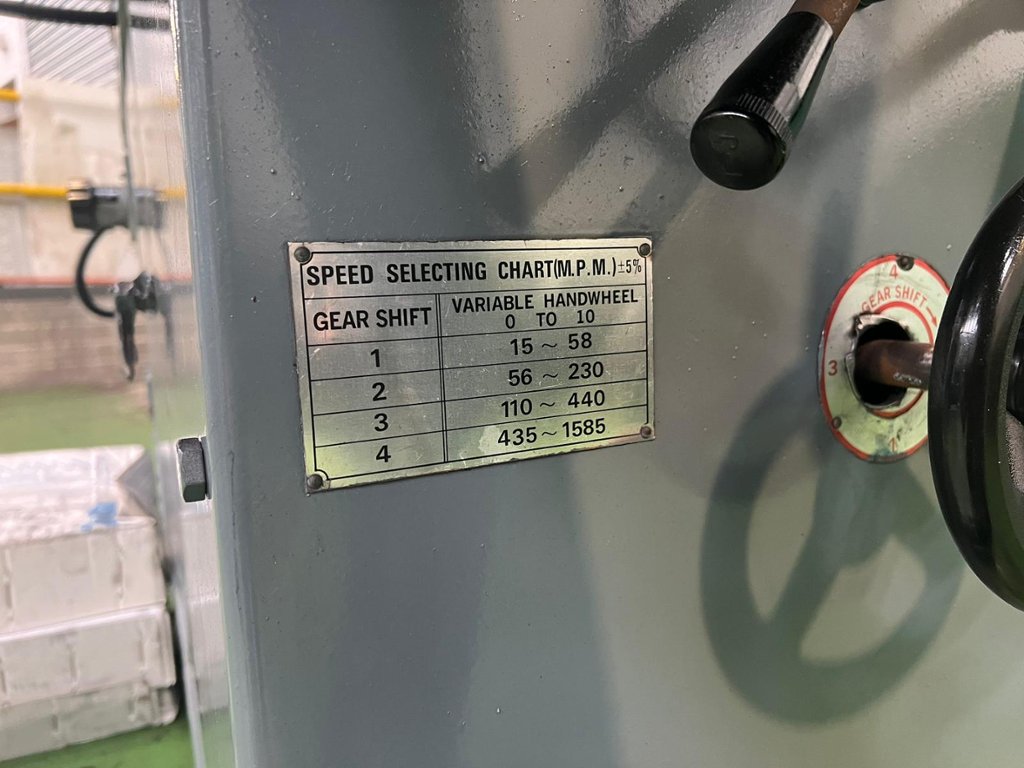 SPEED SELECTING CHART(M.P.M.)±5%
GEAR SHIFT
VARIABLE HANDWHEEL
0 TO 10
1 15 ~ 58
2 56 ~ 230
3 110 ~ 440
4 435 ~ 1585
4
GEAR SHIFT
3
1